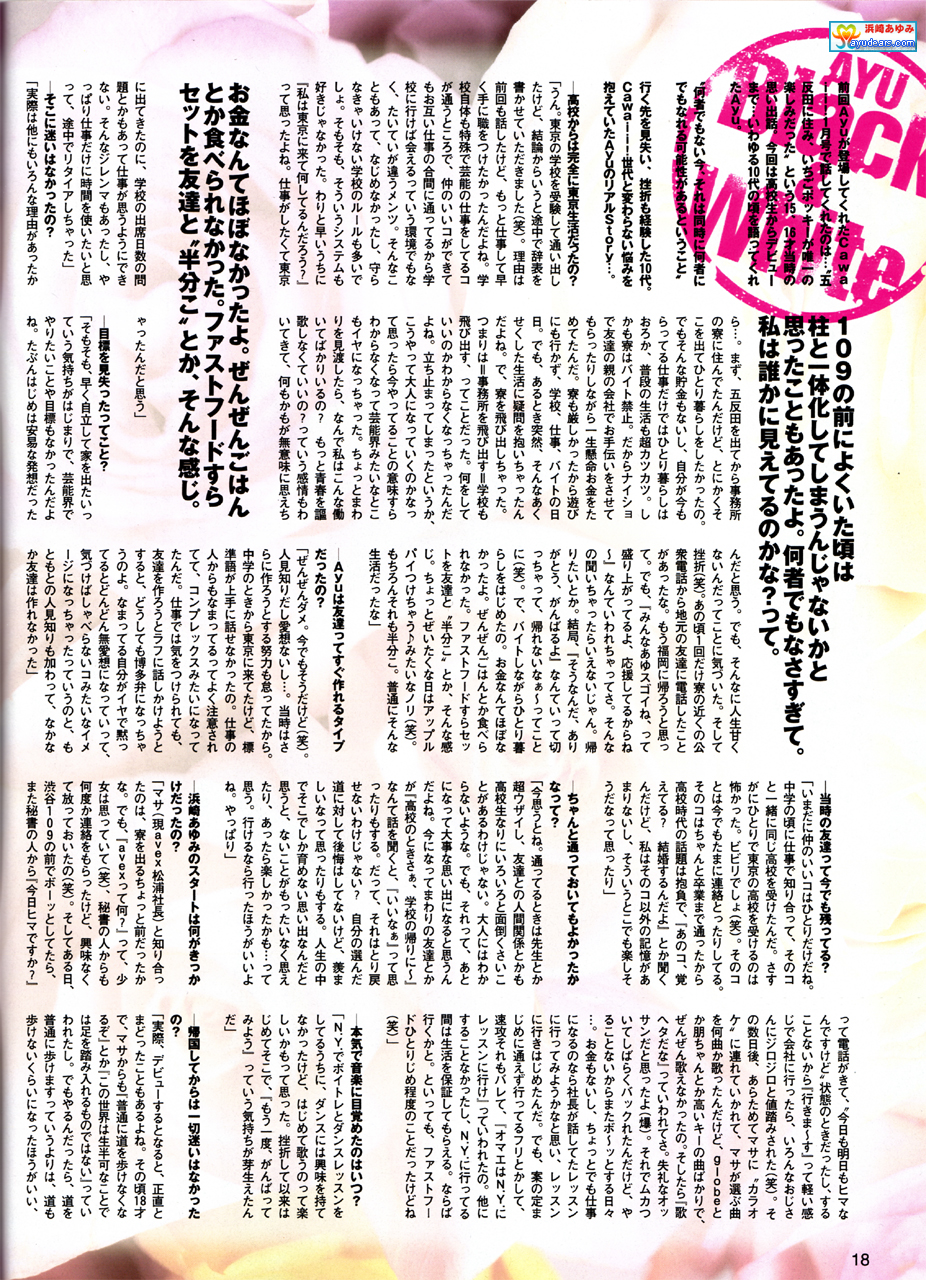 浜崎あゆみ
ayudears.com
AYU
BLACK
White
前回Ayuが登場してくれたCawa
ii11月号で話してくれたのは…“五
反田に住み、いちごポッキーが唯一の
楽しみだった”という15、16才当時の
思い出話。今回は高校生からデビュー
まで、いわゆる10代の頃を語ってくれ
たAyu。
“何者でもない今、それは同時に何者に
でもなれる可能性があるということ”
行く先を見失い、挫折も経験した10代。
Cawaii世代と変わらない悩みを
抱えていたAyuのリアルStory…。
―高校からは完全に東京生活だったの?
「うん。東京の学校を受験して通い出し
たけど、結論からいうと途中で辞表を
書かせていただきました(笑)。理由は
前回も話したけど、もっと仕事して早
く手に職をつけたかったんだよね。学
校自体も特殊で芸能の仕事をしてるコ
が通うところで、仲のいいコができて
もお互い仕事の合間に通ってるから学
校に行けば会えるっていう環境でもな
く、たいていが違うメンツ。そんなこ
ともあって、なじめなかったし、守ら
なきゃいけない学校のルールも多いで
しょ。そもそも、そういうシステムも
好きじゃなかった。わりと早いうちに
『私は東京に来て何してるんだろう?』
って思ってたよね。仕事がしたくて東京
お金なんてほぼなかったよ。ぜんぜんごはん
とか食べられなかった。ファストフードすら
セットを友達と“半分こ”とか、そんな感じ。
に出てきたのに、学校の出席日数の問
題とかもあって仕事が思うようにでき
ない。そんなジレンマもあったし、や
っぱり仕事だけに時間を使いたいと思
って、途中でリタイアしちゃった」
―そこに迷いはなかったの?
「実際は他にもいろんな理由があったか
109の前によくいた頃は
柱と一体化してしまうんじゃないかと
思ったこともあったよ。何者でもなさすぎて。
私は誰かに見えてるのかな?って。
ら…。まず、五反田を出てから事務所
の寮に住んでたんだけど、とにかくそ
こを出てひとり暮らしをしたかったの。
でもそんな貯金もないし、自分が今も
らってる仕事だけではひとり暮らしは
おろか、普段の生活も超カツカツ。し
かも寮はバイト禁止。だからナイショ
で友達の親の会社でお手伝いをさせて
もらったりしながら一生懸命お金をた
めてたんだ。寮も厳しかったから遊び
にも行かず、学校、仕事、バイトの日
日。でも、あるとき突然、そんなあく
せくした生活に疑問を抱いちゃったん
だよね。で、寮を飛び出しちゃった。
つまりは=事務所を飛び出す=学校も
飛び出す、ってことだった。何をして
いいのかわからなくなっちゃったんだ
よね。立ち止まってしまったというか、
こうやって大人になっていくのかなっ
て思ったら今やってることの意味すら
わからなくなって芸能界みたいなとこ
もイヤになっちゃった。ちょっとまわ
りを見渡したら、なんで私はこんな働
いてばかりいるの? もっと青春を謳
歌しなくていいの?っていう感情もわ
いてきて、何もかもが無意味に思えち
ゃったんだと思う」
―目標を見失ったってこと?
「そもそも、早く自立して家を出たいっ
ていう気持ちがはじまりで、芸能界で
やりたいことや目標もなかったんだよ
ね。たぶんはじめは安易な発想だった
んだと思う。でも、そんなに人生甘く
ないんだってことに気づいた。そして
挫折(笑)。あの頃1回だけ寮の近くの公
衆電話から地元の友達に電話したこと
があったな。もう福岡に帰ろうと思っ
て。でも、『みんなあゆスゴイね、って
盛り上がってるよ、応援してるからね
〜』なんていわれちゃってさ。そんな
の聞いちゃったらいえないじゃん。帰
りたいとか。結局、『そうなんだ、あり
がとう、がんばるよ』なんていって切
っちゃって、帰れないなぁ〜ってこと
に(笑)。で、バイトしながらひとり暮
らしをはじめたの。お金なんてほぼな
かったよ。ぜんぜんごはんとか食べら
れなかった。ファストフードすらセッ
トを友達と“半分こ”とか、そんな感
じ。ちょっとぜいたくな日はアップル
パイつけちゃう♪みたいなノリ(笑)。
もちろんそれも半分こ。普通にそんな
生活だったな」
―Ayuは友達ってすぐ作れるタイプ
だったの?
「ぜんぜんダメ。今でもそうだけど(笑)。
人見知りだし愛想ないし…。当時はさ
らに作ろうとする努力も怠ってたから。
中学のときから東京に来てたけど、標
準語が上手に話せなかったの。仕事の
人からもなまってるってよく注意され
て、コンプレックスみたいになってて
たんだ。仕事では気をつけられても、
友達を作ろうとラフに話しかけようと
すると、どうしても博多弁になっちゃ
うのよ。なまってる自分がイヤで黙っ
てるとどんどん無愛想になっていって、
気づけばしゃべらないコみたいなイメ
ージになっちゃったっていうのと、も
ともとの人見知りも加わって、なかな
か友達は作れなかった」
―当時の友達って今でも残ってる?
「いまだに仲のいいコはひとりだけだね。
中学の頃に仕事で知り合って、そのコ
と一緒に同じ高校を受けたんだ。さす
がにひとりで東京の高校を受けるのは
怖かった。ビビリでしょ(笑)。そのコ
とは今でもたまに連絡とったりしてる。
そのコはちゃんと卒業まで通ったから
高校時代の話題は抱負で、『あのコ、覚
えてる? 結婚するんだよ』とか聞く
んだけど、私はそのコ以外の記憶があ
まりないし、そういうとこでも楽しそ
うだなって思ったり」
―ちゃんと通っておいてもよかったか
なって?
「今思うとね。通ってるときは先生とか
超ウザイし、友達との人間関係とかも
高校生なりにいろいろと面倒くさいこ
とがあるわけじゃない。大人にはわか
らないような。でも、それって、あと
になって大事な思い出になると思うん
だよね。今になってまわりの友達とか
が『高校のときさぁ、学校の帰りに〜』
なんて話を聞くと、『いいなぁ』って思
ったりもする。だって、それはとり戻
せないわけじゃない? 自分の選んだ
道に対して後悔はしてないけど、羨ま
しいなって思ったりする。人生の中
でそこでしか育めない思い出なんだと
思うと、ないことがもったいなく思え
たり、あったら楽しかったかも…って
思う。行けるなら行ったほうがいいよ
ね。やっぱり」
―浜崎あゆみのスタートは何がきっか
けだったの?
「マサ(現avex松浦社長)と知り合っ
たのは、寮を出るちょっと前だったか
な。でも、『avexって何?』って、少
女は思っていて(笑)、秘書の人から
何度か連絡をもらったけど、興味なく
て放っておいたの(笑)。そしてある日、
渋谷109の前でボーッとしてたら、
また秘書の人から『今日ヒマですか?』
って電話がきて、“今日も明日もヒマな
んですけど”状態のときだったし、する
ことないから『行きまーす』って軽い感
じで会社に行ったら、いろんなおじさ
んにジロジロと値踏みされた(笑)。そ
の数日後、あらためてマサに“カラオ
ケ”に連れていかれて、マサが選ぶ曲
を何曲か歌ったんだけど、globeと
か朋ちゃんとか高いキーの曲ばかりで、
ぜんぜん歌えなかったの。そしたら『歌
ヘタだな』っていわれてさ。失礼なオッ
サンだと思ったよ(爆)。それでムカつ
いてしばらくバックれたんだけど、や
ることないからまたボ〜ッとする日々
…。お金もないし、ちょっとでも仕事
になるのなら社長が話してたレッスン
に行ってみようかなと思い、レッスン
に行きはじめたんだ。でも、案の定ま
じめに通えず行ってるフリとかして、
速攻それもバレて、『オマエはN.Y.に
レッスンに行け』っていわれたの。他に
することなかったし、N.Y.に行ってる
間は生活を保証してもらえる。ならば
行くかと。といっても、ファストフー
ドひとりじめ程度のことだったけどね
(笑)」
―本気で音楽に目覚めたのはいつ?
「N.Y.でボイトレとダンスレッスンを
してるうちに、ダンスには興味を持て
なかったけど、はじめて歌うのって楽
しいかもって思った。挫折して以来は
じめてそこで、『もう一度、がんばって
みよう』っていう気持ちが芽生えたん
だ」
―帰国してからは一切迷いはなかった
の?
「実際、デビューするとなると、正直と
まどったこともあるよね。その頃18才
で、マサからも『普通に道を歩けなくな
るぞ』とか『この世界は生半可なことで
は足を踏み入れるものではない』ってい
われたし。でもやるんだったら、道を
普通に歩けますっていうよりは、道も
歩けないくらいになったほうがいい、
18